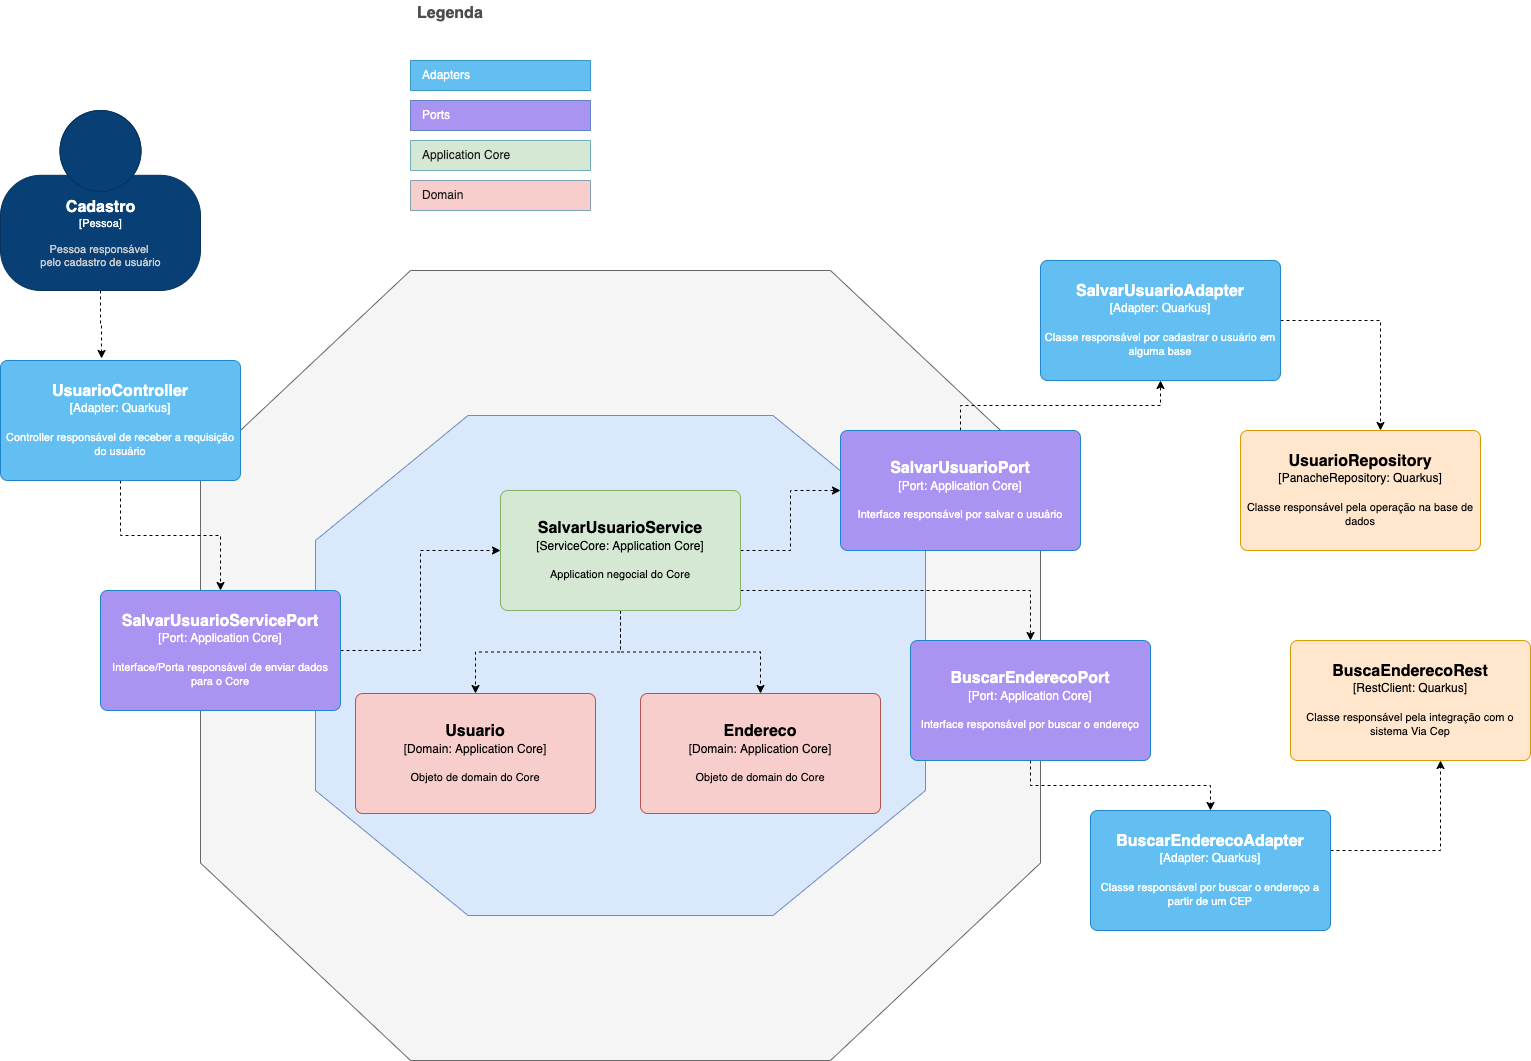 Legenda
Adapters
Ports
Application Core
Domain
Cadastro
[Pessoa]
Pessoa responsável
pelo cadastro de usuário
UsuarioController
[Adapter: Quarkus]
Controller responsável de receber a requisição
do usuário
SalvarUsuarioServicePort
[Port: Application Core]
Interface/Porta responsável de enviar dados
para o Core
SalvarUsuarioService
[ServiceCore: Application Core]
Application negocial do Core
Usuario
[Domain: Application Core]
Objeto de domain do Core
Endereco
[Domain: Application Core]
Objeto de domain do Core
SalvarUsuarioPort
[Port: Application Core]
Interface responsável por salvar o usuário
BuscarEnderecoPort
[Port: Application Core]
Interface responsável por buscar o endereço
SalvarUsuarioAdapter
[Adapter: Quarkus]
Classe responsável por cadastrar o usuário em
alguma base
UsuarioRepository
[PanacheRepository: Quarkus]
Classe responsável pela operação na base de
dados
BuscaEnderecoRest
[RestClient: Quarkus]
Classe responsável pela integração com o
sistema Via Cep
BuscarEnderecoAdapter
[Adapter: Quarkus]
Classe responsável por buscar o endereço a
partir de um CEP